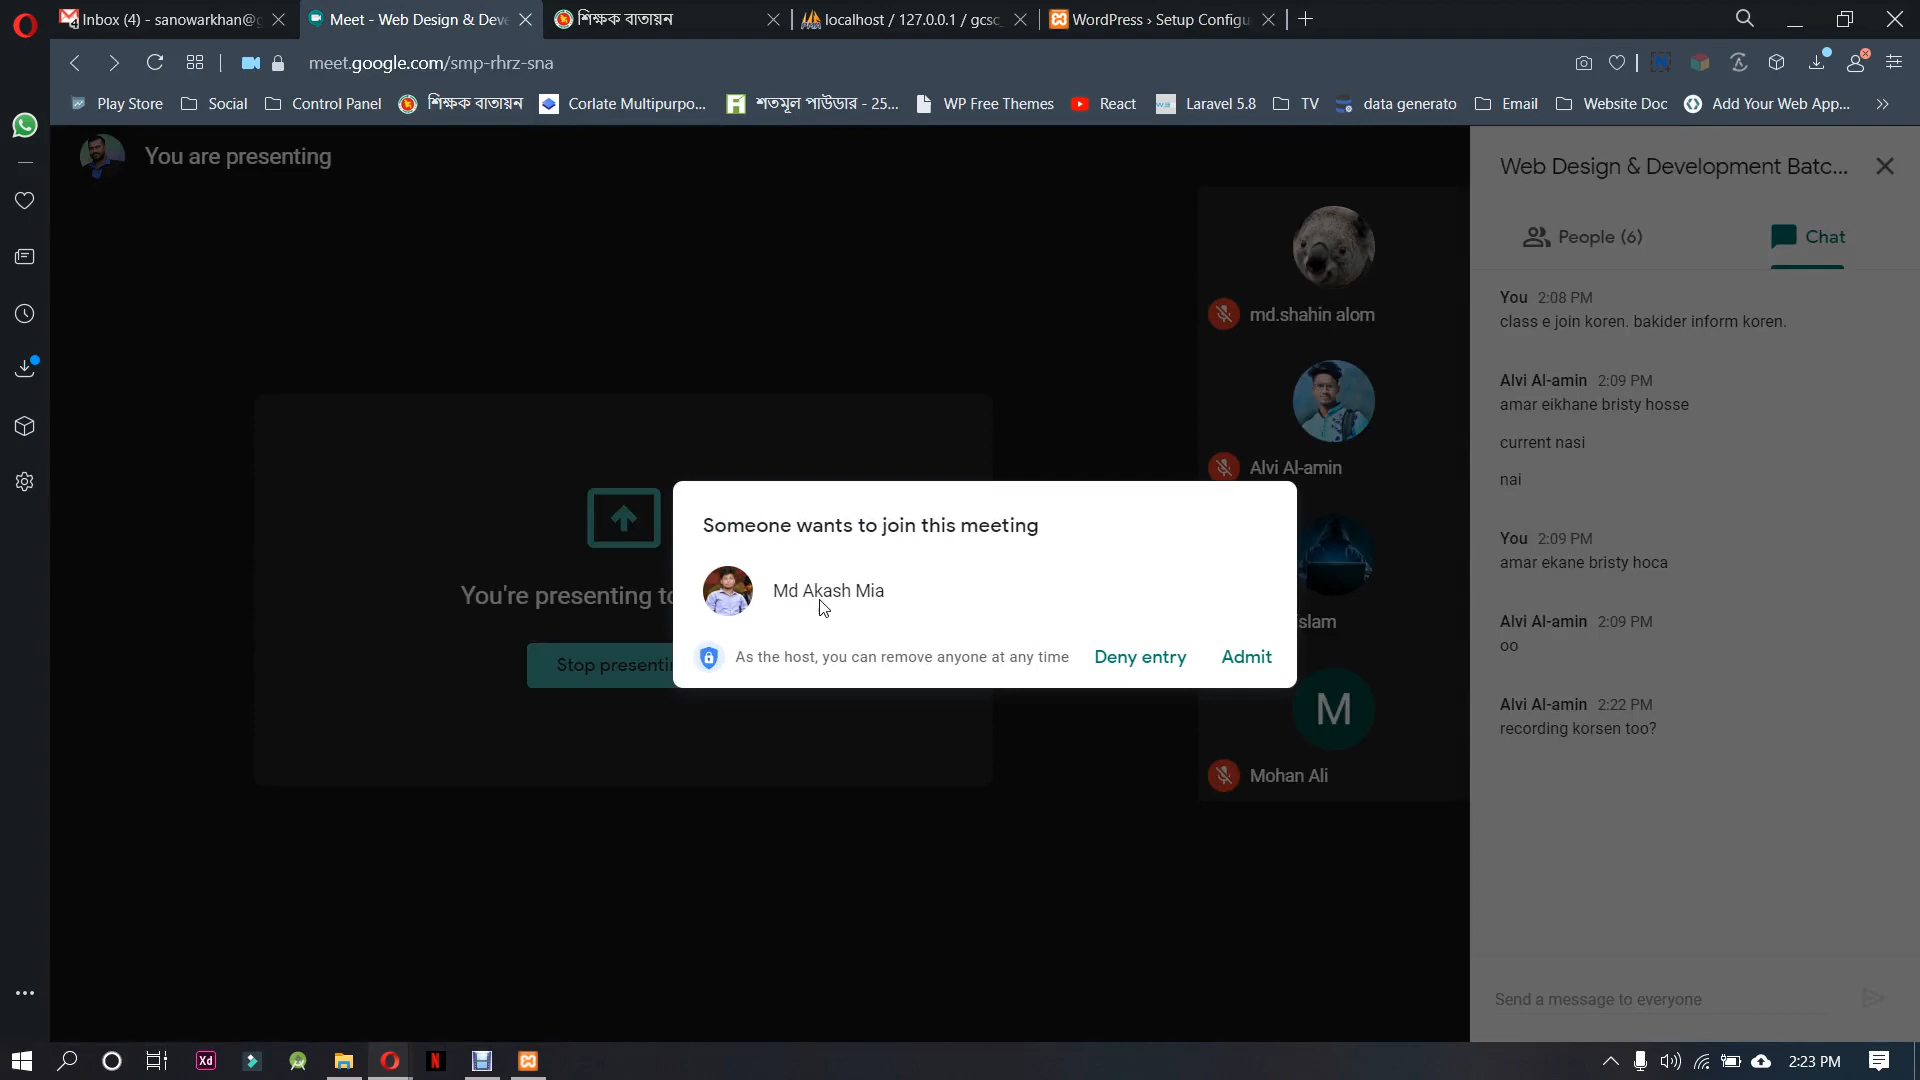 Inbox (4) - sanowarkhan@g
Meet - Web Design & Deve
শিক্ষক বাতায়ন
localhost / 127.0.0.1 / gcsc_
WordPress › Setup Configu
meet.google.com/smp-rhrz-sna
Play Store
Social
Control Panel
শিক্ষক বাতায়ন
Corlate Multipurpo...
শতমূল পাউডার - 25...
WP Free Themes
React
Laravel 5.8
TV
data generato
Email
Website Doc
Add Your Web App...
You are presenting
You're presenting to
Stop presentin
md.shahin alom
Alvi Al-amin
slam
M
Mohan Ali
Someone wants to join this meeting
Md Akash Mia
As the host, you can remove anyone at any time
Deny entry
Admit
Web Design & Development Batc...
People (6)
Chat
You 2:08 PM
class e join koren. bakider inform koren.
Alvi Al-amin 2:09 PM
amar eikhane bristy hosse
current nasi
nai
You 2:09 PM
amar ekane bristy hoca
Alvi Al-amin 2:09 PM
oo
Alvi Al-amin 2:22 PM
recording korsen too?
Send a message to everyone
Xd
N
2:23 PM